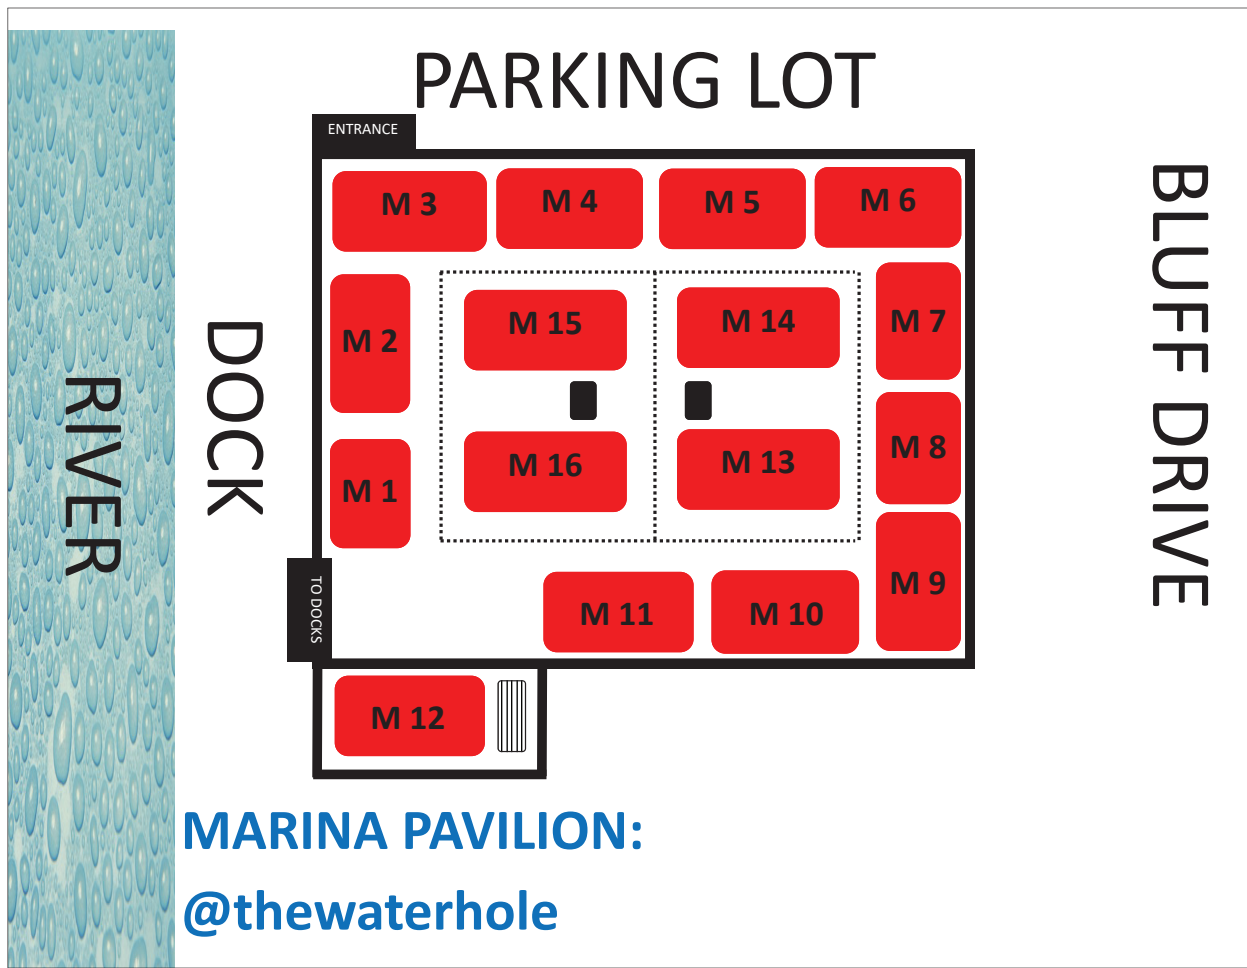 PARKING LOT
ENTRANCE
M 3
M 4
M 5
M 6
M 2
M 15
M 14
M 7
M 1
M 16
M 13
M 8
M 9
M 11
M 10
TO DOCKS
M 12
RIVER
DOCK
BLUFF DRIVE
MARINA PAVILION:
@thewaterhole